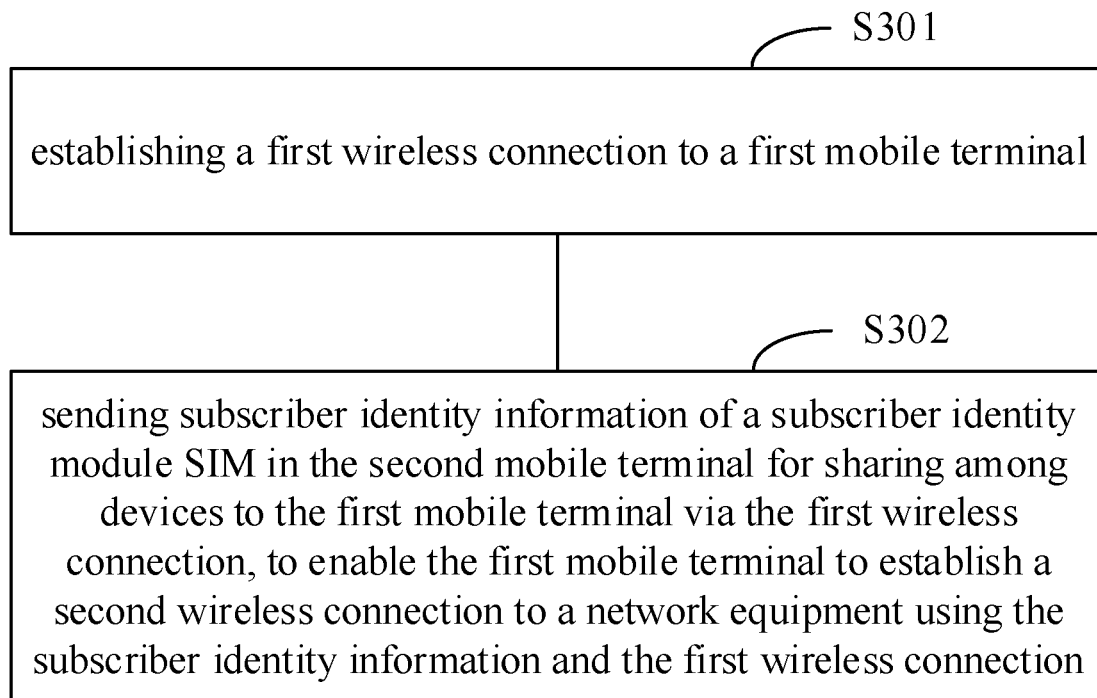 S301
establishing a first wireless connection to a first mobile terminal
S302
sending subscriber identity information of a subscriber identity
module SIM in the second mobile terminal for sharing among
devices to the first mobile terminal via the first wireless
connection, to enable the first mobile terminal to establish a
second wireless connection to a network equipment using the
subscriber identity information and the first wireless connection